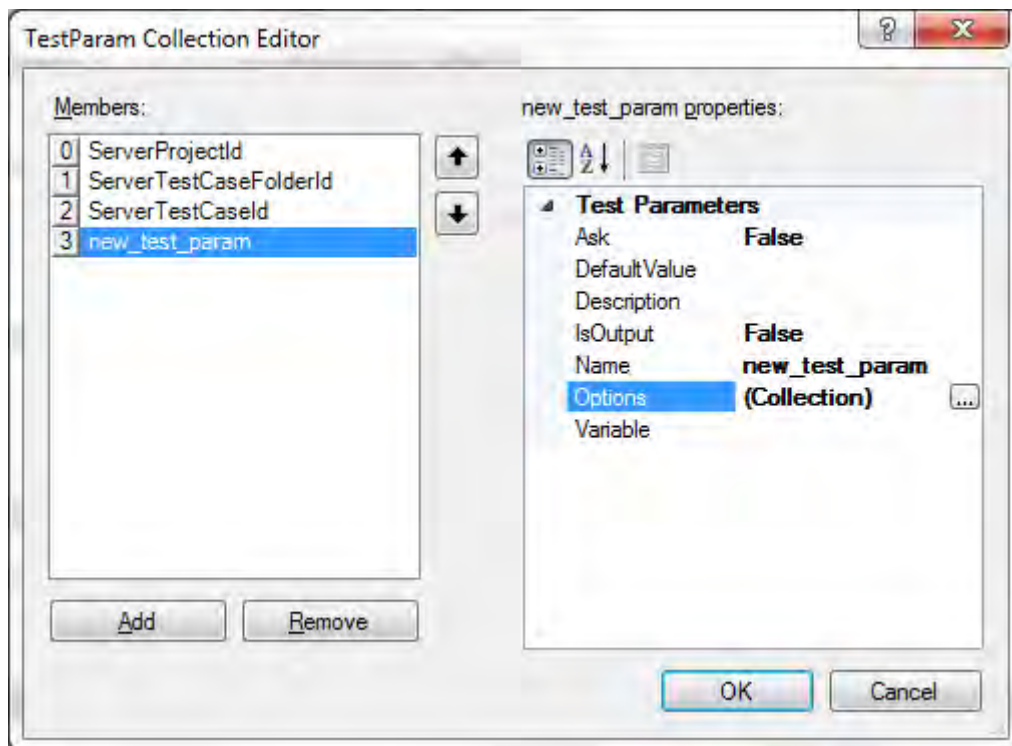 TestParam Collection Editor
Members:
0 ServerProjectId
1 ServerTestCaseFolderId
2 ServerTestCaseId
3 new_test_param
Add Remove
new_test_param properties:
Test Parameters
Ask False
DefaultValue
Description
IsOutput False
Name new_test_param
Options (Collection) ...
Variable
OK Cancel